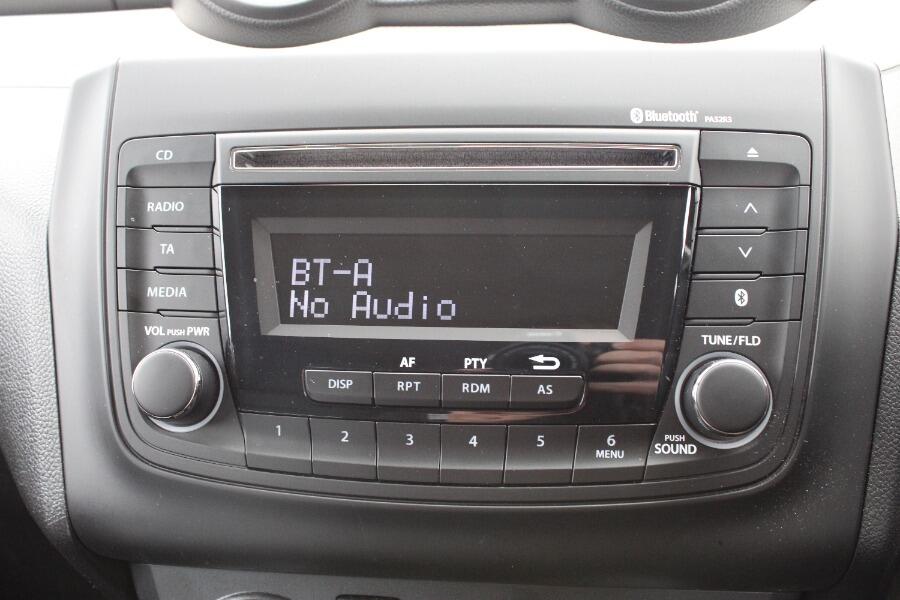 Bluetooth PA52R3
CD
RADIO
TA
MEDIA
VOL PUSH PWR
BT-A
No Audio
TUNE/FLD
AF PTY
DISP RPT RDM AS
1 2 3 4 5 6
MENU
PUSH
SOUND